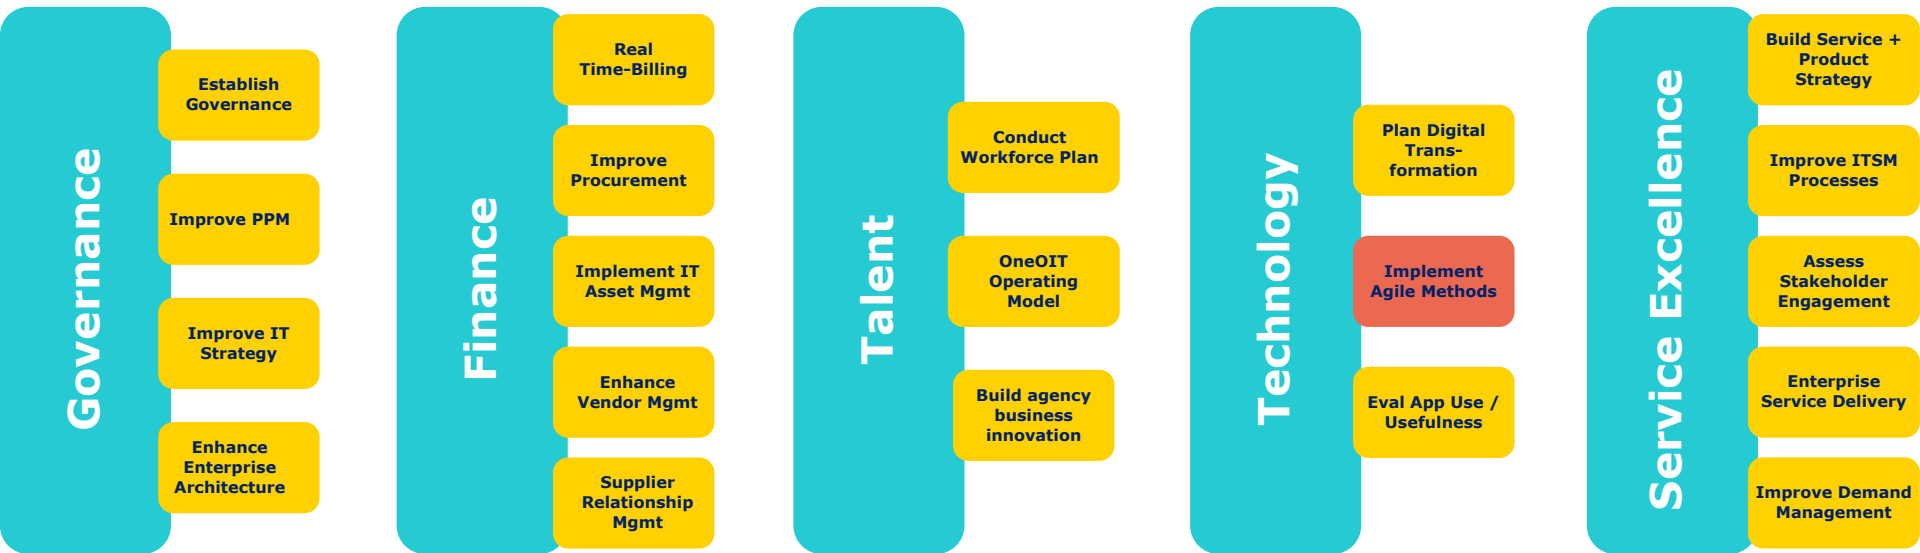 Governance
Establish
Governance
Improve PPM
Improve IT
Strategy
Enhance
Enterprise
Architecture
Finance
Real
Time-Billing
Improve
Procurement
Implement IT
Asset Mgmt
Enhance
Vendor Mgmt
Supplier
Relationship
Mgmt
Talent
Conduct
Workforce Plan
OneOIT
Operating
Model
Build agency
business
innovation
Technology
Plan Digital
Trans-
formation
Implement
Agile Methods
Eval App Use /
Usefulness
Service Excellence
Build Service +
Product
Strategy
Improve ITSM
Processes
Assess
Stakeholder
Engagement
Enterprise
Service Delivery
Improve Demand
Management